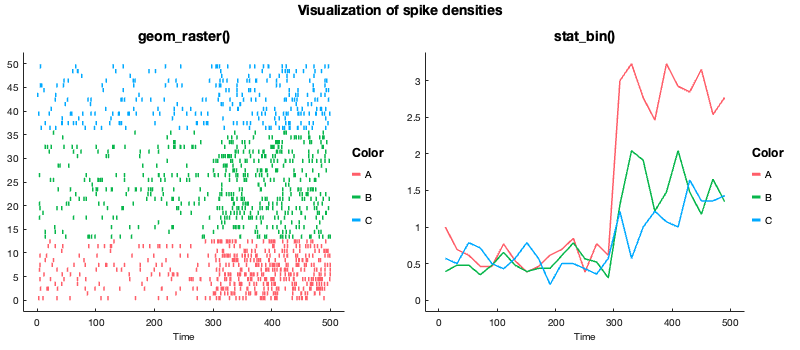 Visualization of spike densities
geom_raster()
50
45
40
35
30
25
20
15
10
5
0
0 100 200 300 400 500
Time
Color
A
B
C
stat_bin()
3
2.5
2
1.5
1
0.5
0
0 100 200 300 400 500
Time
Color
A
B
C